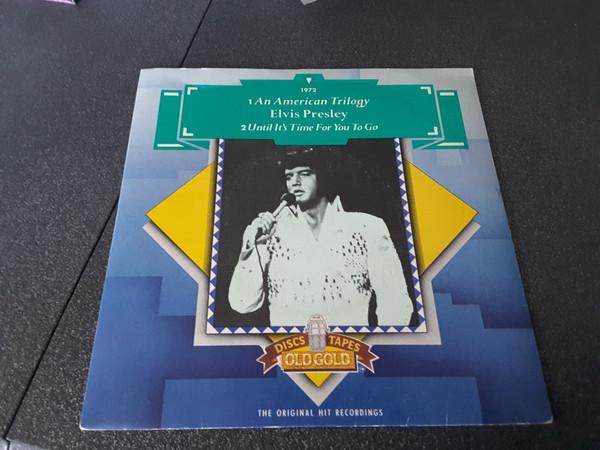 1972
1 An American Trilogy
Elvis Presley
2 Until It's Time For You To Go
DISCS TAPES
OLD GOLD
THE ORIGINAL HIT RECORDINGS